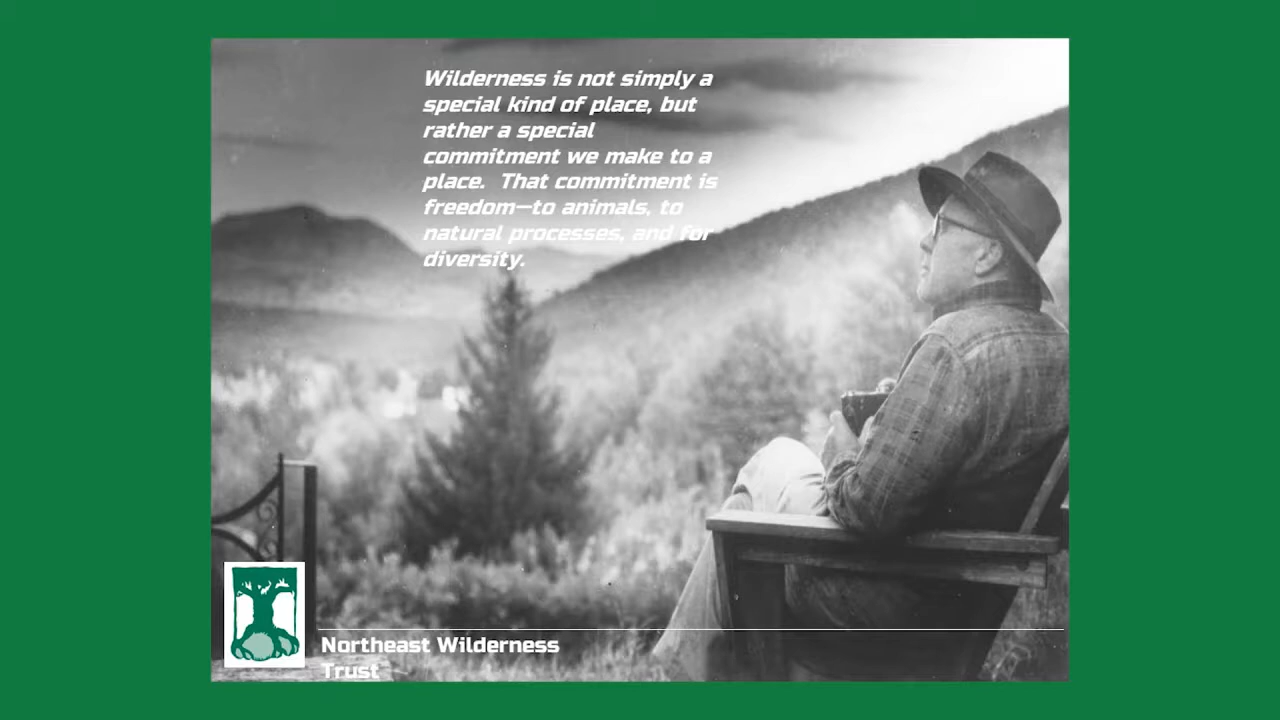 Wilderness is not simply a
special kind of place, but
rather a special
commitment we make to a
place.  That commitment is
freedom—to animals, to
natural processes, and for
diversity.
Northeast Wilderness
Trust